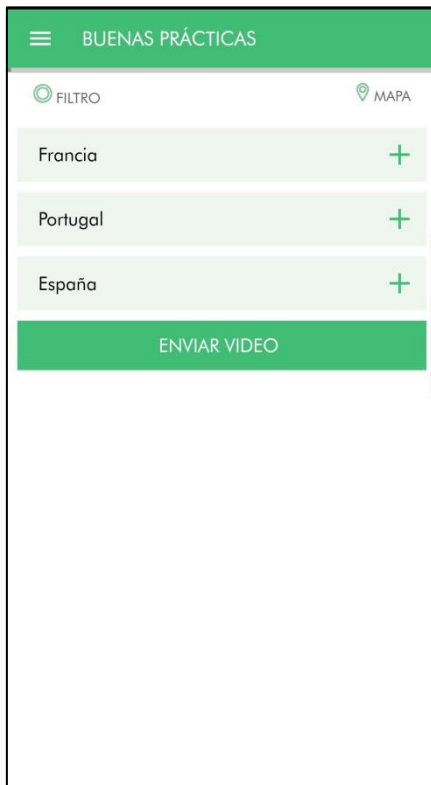 BUENAS PRÁCTICAS
FILTRO MAPA
Francia
Portugal
España
ENVIAR VIDEO